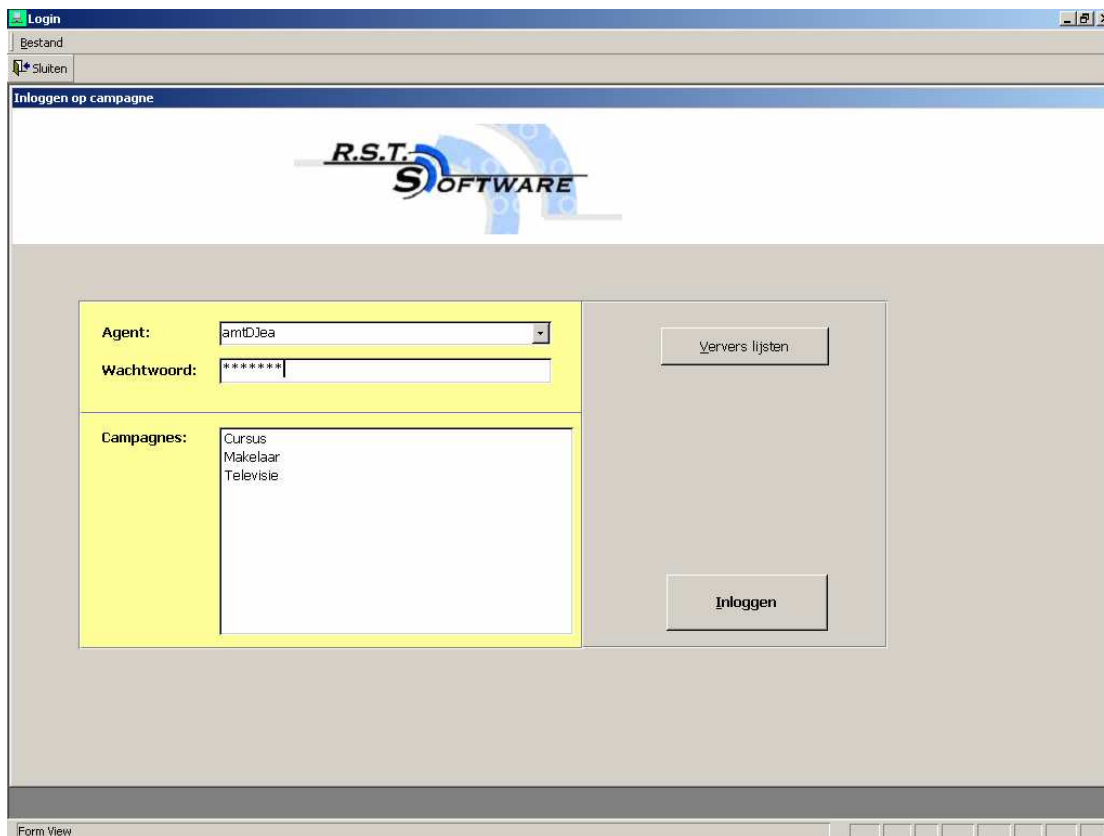 Login
Bestand
Sluiten
Inloggen op campagne
R.S.T.
SOFTWARE
Agent: amtDJea
Ververs lijsten
Wachtwoord: *******
Campagnes: Cursus
Makelaar
Televisie
Inloggen
Form View